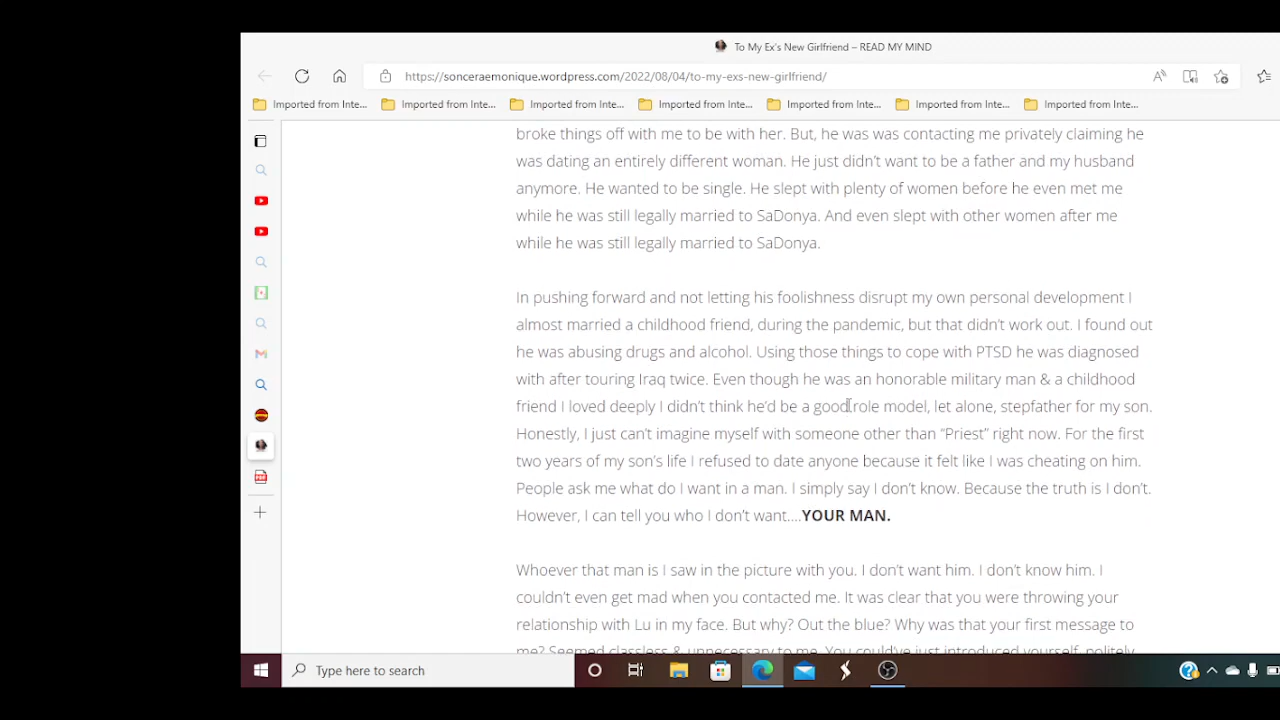 To My Ex's New Girlfriend – READ MY MIND
https://sonceraemonique.wordpress.com/2022/08/04/to-my-exs-new-girlfriend/
Imported from Inte... Imported from Inte... Imported from Inte... Imported from Inte... Imported from Inte... Imported from Inte... Imported from Inte...
broke things off with me to be with her. But, he was was contacting me privately claiming he
was dating an entirely different woman. He just didn't want to be a father and my husband
anymore. He wanted to be single. He slept with plenty of women before he even met me
while he was still legally married to SaDonya. And even slept with other women after me
while he was still legally married to SaDonya.
In pushing forward and not letting his foolishness disrupt my own personal development I
almost married a childhood friend, during the pandemic, but that didn't work out. I found out
he was abusing drugs and alcohol. Using those things to cope with PTSD he was diagnosed
with after touring Iraq twice. Even though he was an honorable military man & a childhood
friend I loved deeply I didn't think he'd be a good role model, let alone, stepfather for my son.
Honestly, I just can't imagine myself with someone other than "Priest" right now. For the first
two years of my son's life I refused to date anyone because it felt like I was cheating on him.
People ask me what do I want in a man. I simply say I don't know. Because the truth is I don't.
However, I can tell you who I don't want....YOUR MAN.
Whoever that man is I saw in the picture with you. I don't want him. I don't know him. I
couldn't even get mad when you contacted me. It was clear that you were throwing your
relationship with Lu in my face. But why? Out the blue? Why was that your first message to
me? Seemed classless & unnecessary to me. You could've just introduced yourself, politely
Type here to search